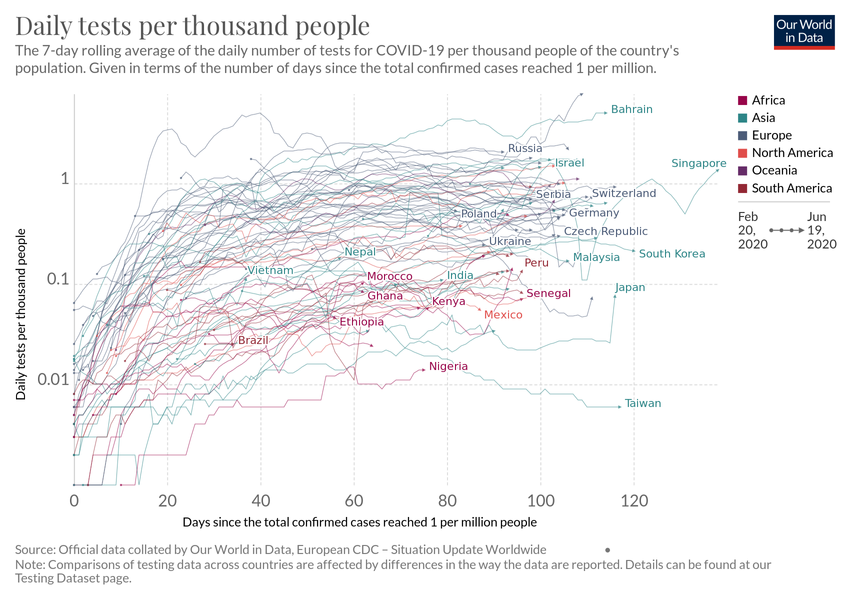 Daily tests per thousand people
Our World
in Data
The 7-day rolling average of the daily number of tests for COVID-19 per thousand people of the country's
population. Given in terms of the number of days since the total confirmed cases reached 1 per million.
Africa
Asia
Europe
North America
Oceania
South America
Feb
20,
2020
Jun
19,
2020
Daily tests per thousand people
1
0.1
0.01
Bahrain
Russia
Israel
Singapore
Serbia
Switzerland
Poland
Germany
Czech Republic
Ukraine
Nepal
South Korea
Malaysia
Peru
Vietnam
Morocco
India
Japan
Ghana
Senegal
Kenya
Mexico
Ethiopia
Brazil
Nigeria
Taiwan
0
20
40
60
80
100
120
Days since the total confirmed cases reached 1 per million people
Source: Official data collated by Our World in Data, European CDC – Situation Update Worldwide
Note: Comparisons of testing data across countries are affected by differences in the way the data are reported. Details can be found at our
Testing Dataset page.